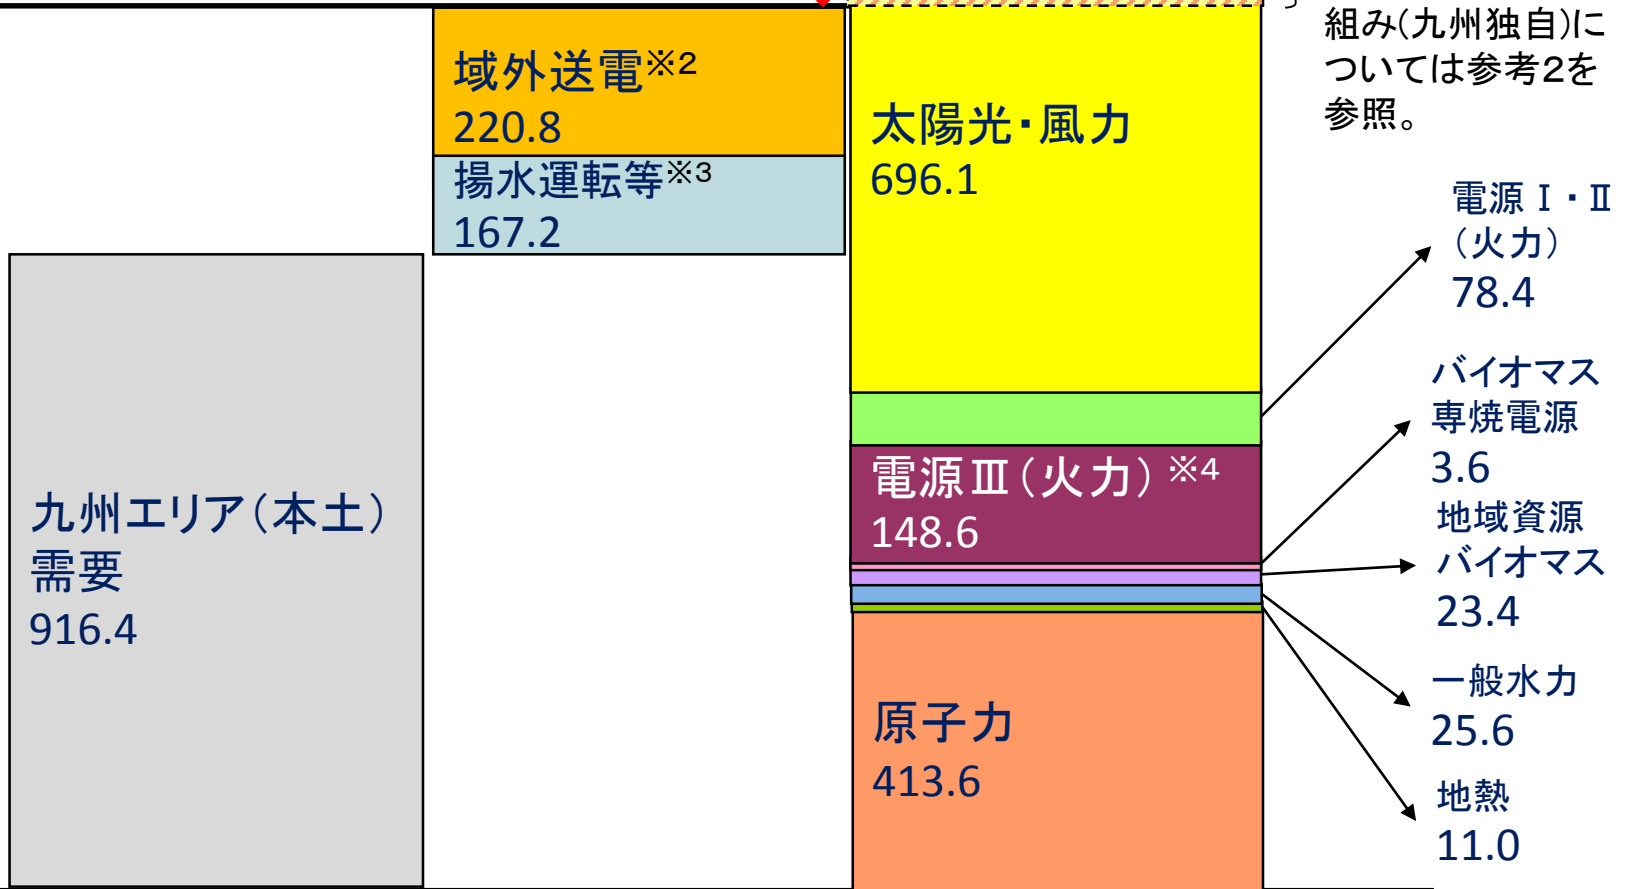 組み(九州独自)に
ついては参考2を
参照。
域外送電※2
220.8
揚水運転等※3
167.2
九州エリア(本土)
需要
916.4
太陽光・風力
696.1
電源Ⅲ(火力)※4
148.6
原子力
413.6
電源Ⅰ・Ⅱ
(火力)
78.4
バイオマス
専焼電源
3.6
地域資源
バイオマス
23.4
一般水力
25.6
地熱
11.0